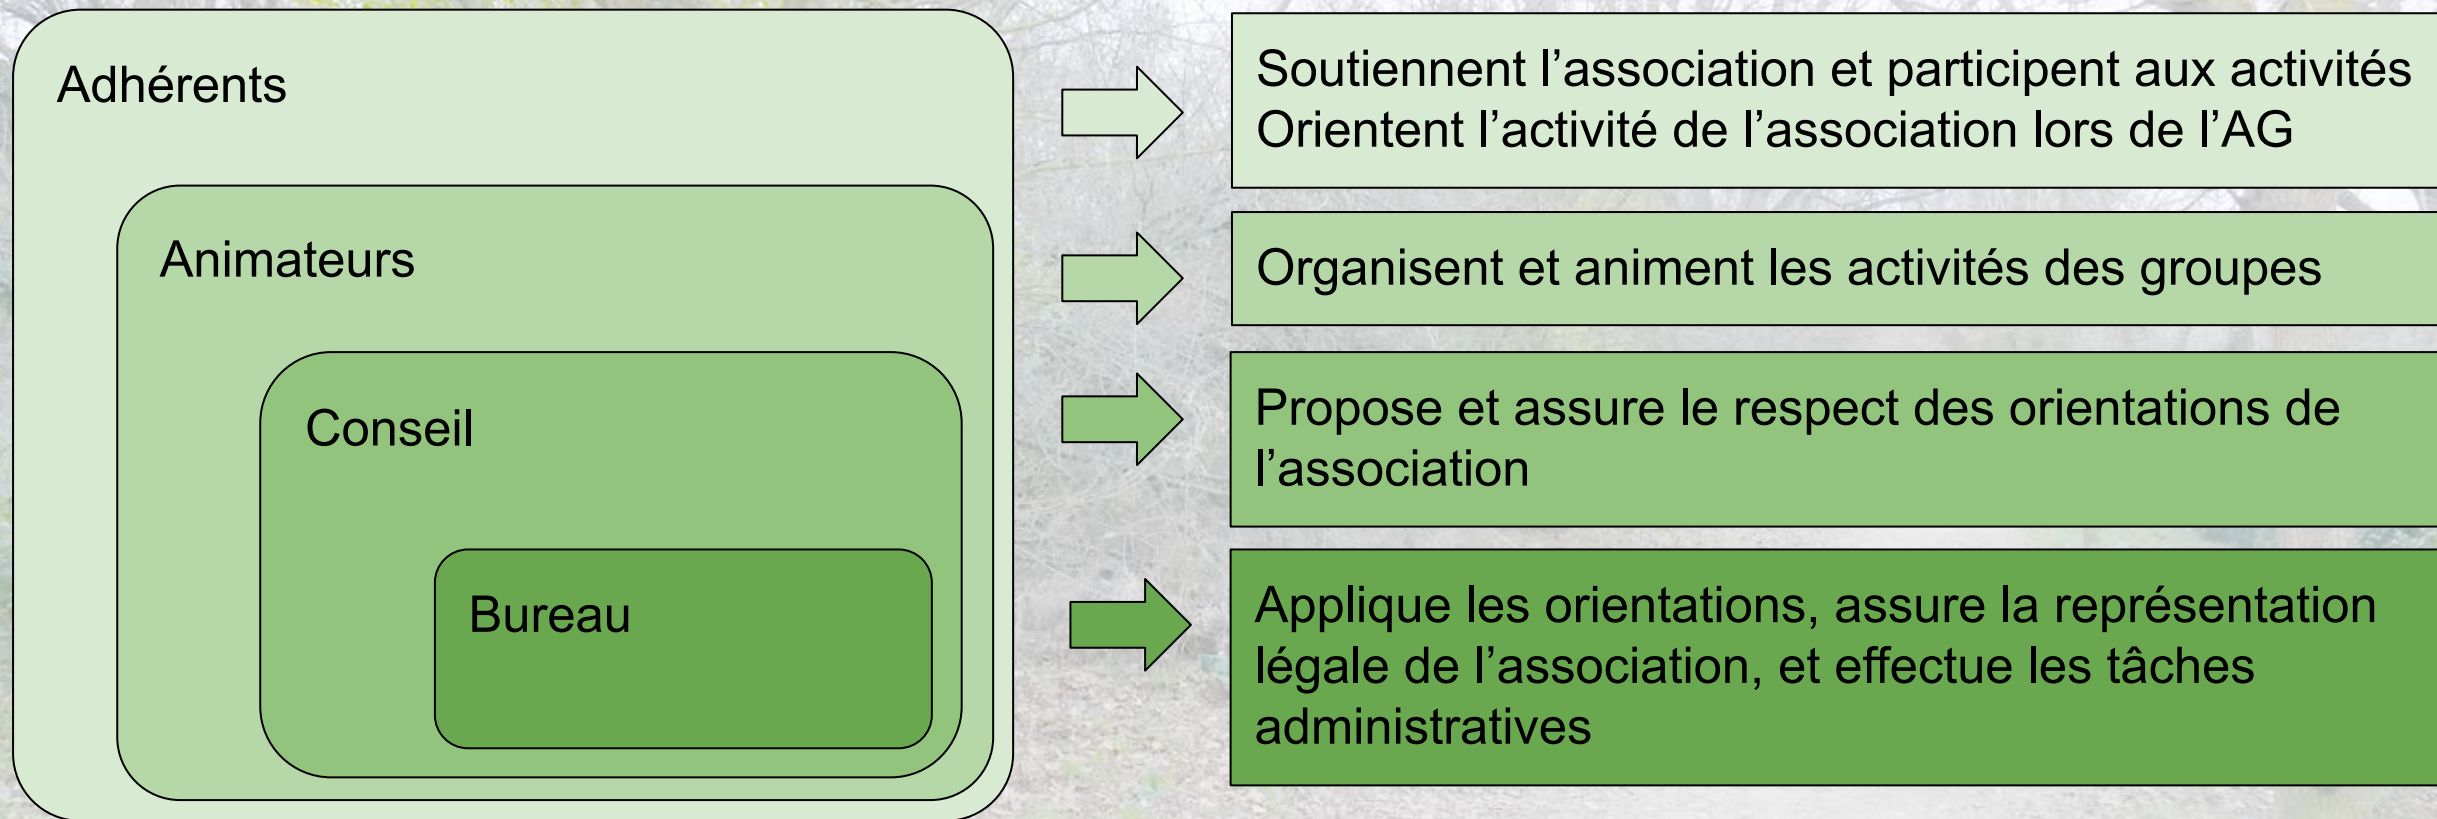 Adhérents
Soutiennent l’association et participent aux activités
Orientent l’activité de l’association lors de l’AG
Animateurs
Organisent et animent les activités des groupes
Conseil
Propose et assure le respect des orientations de
l’association
Bureau
Applique les orientations, assure la représentation
légale de l’association, et effectue les tâches
administratives